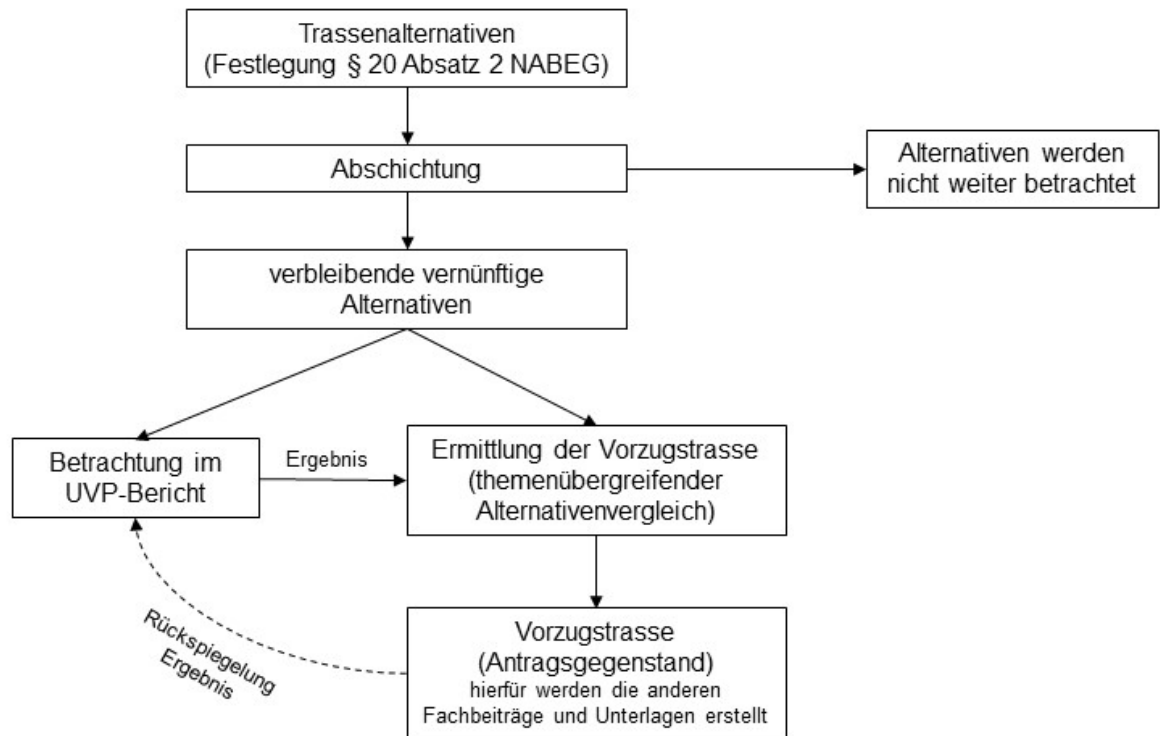 Trassenalternativen
(Festlegung § 20 Absatz 2 NABEG)
Abschichtung
Alternativen werden
nicht weiter betrachtet
verbleibende vernünftige
Alternativen
Betrachtung im
UVP-Bericht
Ergebnis
Ermittlung der Vorzugstrasse
(themenübergreifender
Alternativenvergleich)
Rückspiegelung
Ergebnis
Vorzugstrasse
(Antragsgegenstand)
hierfür werden die anderen
Fachbeiträge und Unterlagen erstellt